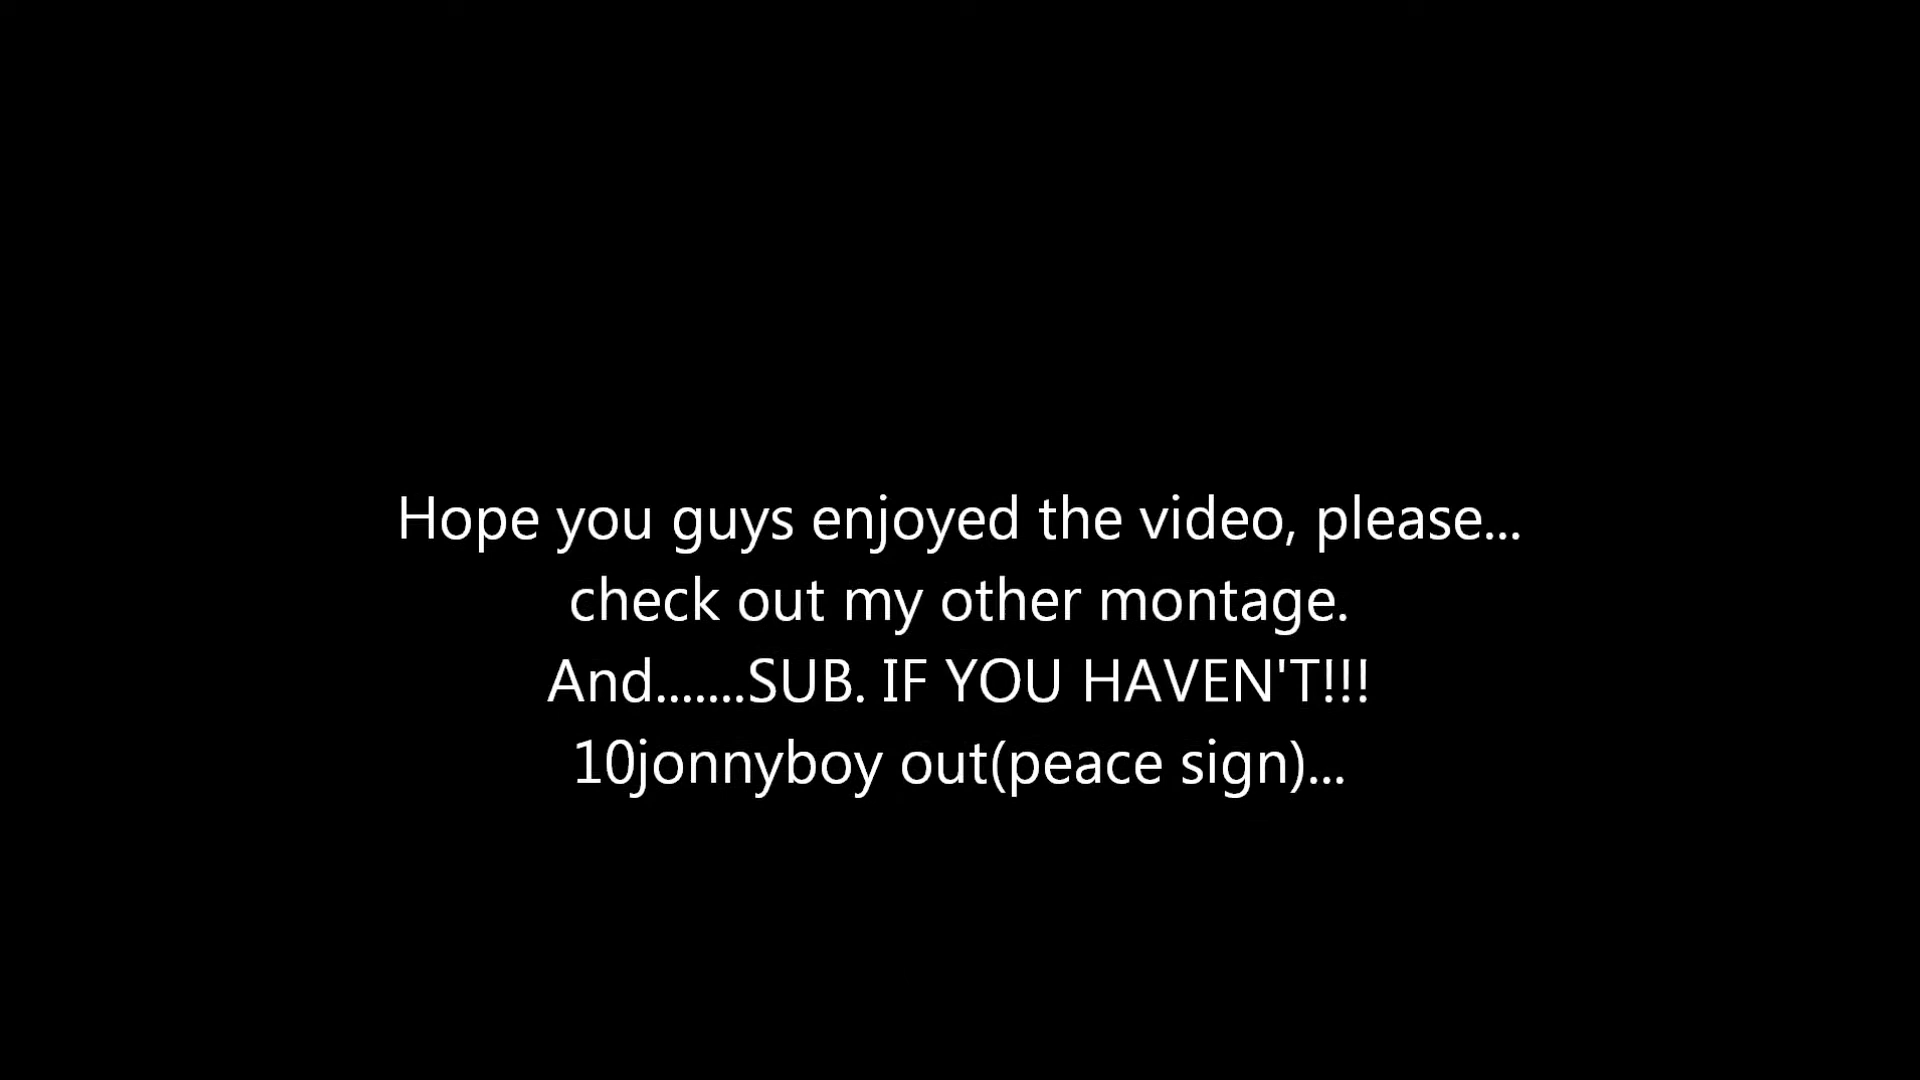 Hope you guys enjoyed the video, please...
check out my other montage.
And.......SUB. IF YOU HAVEN'T!!!
10jonnyboy out(peace sign)...